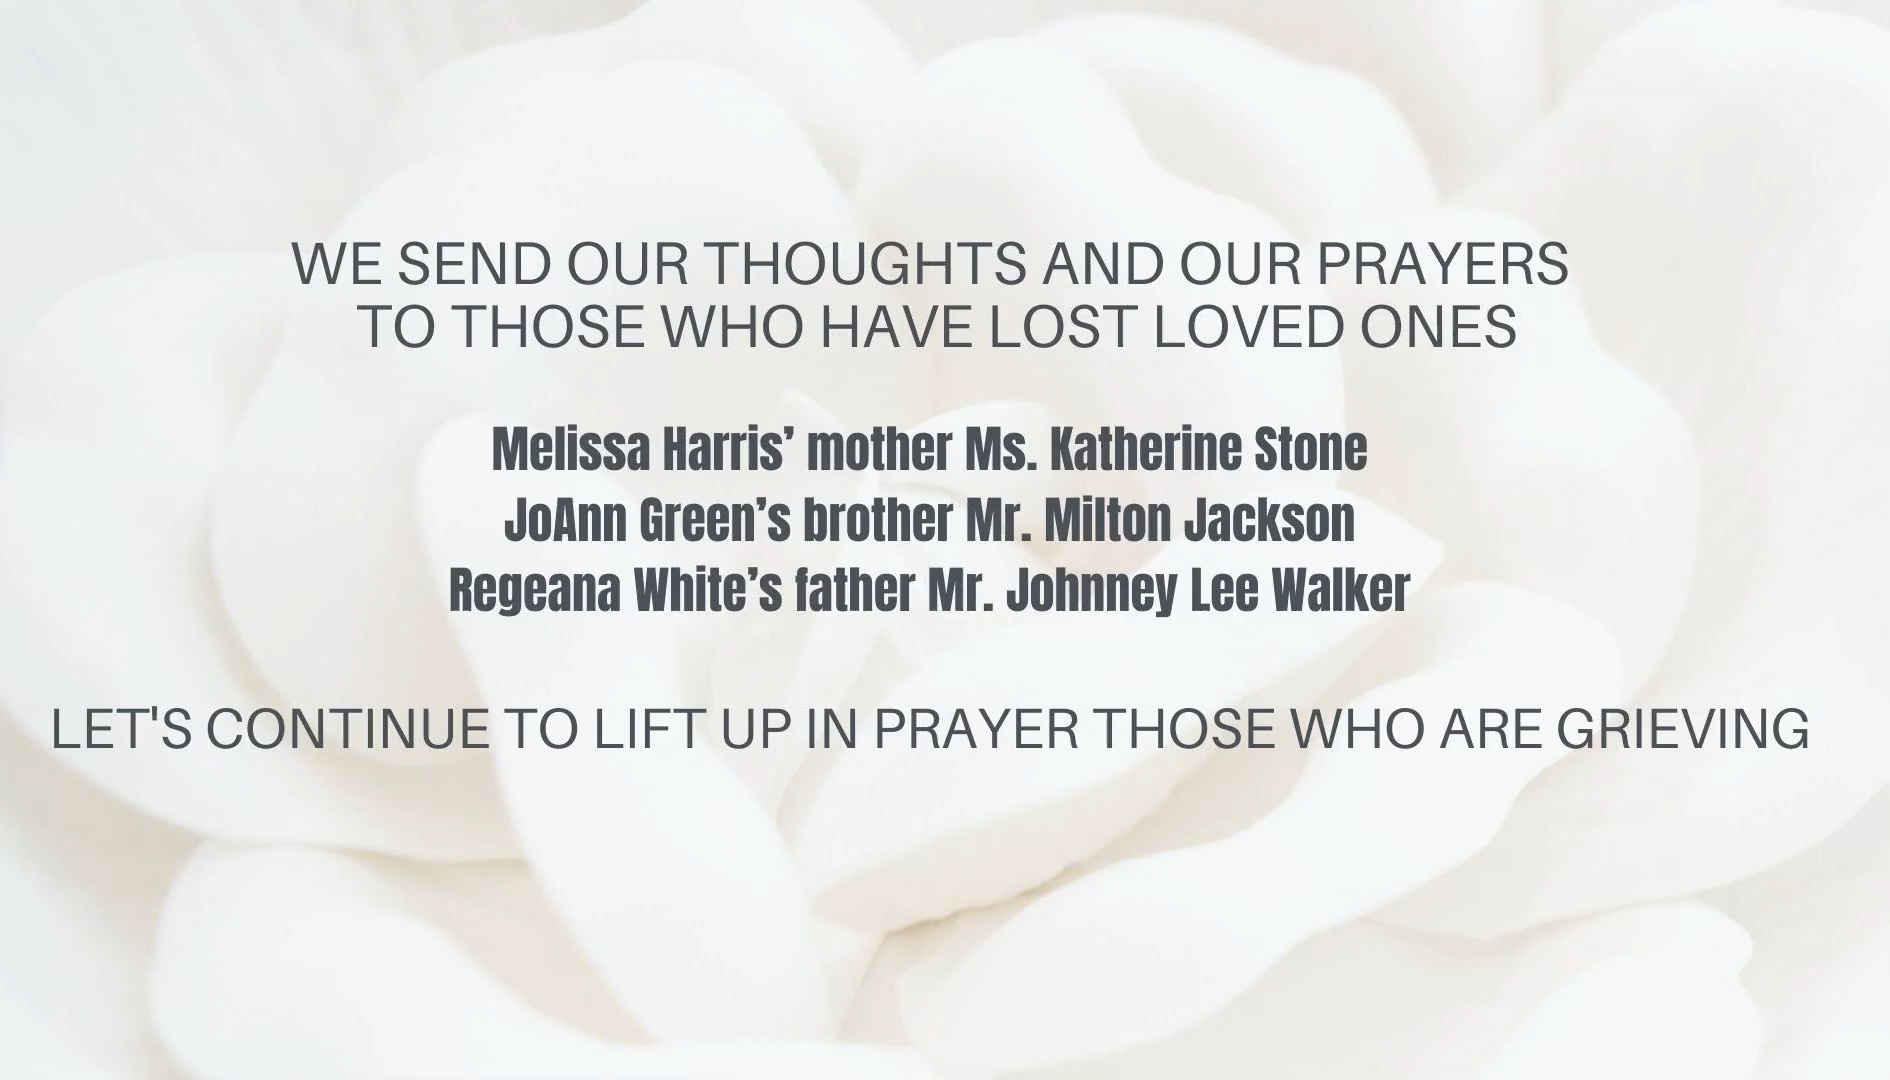 WE SEND OUR THOUGHTS AND OUR PRAYERS
TO THOSE WHO HAVE LOST LOVED ONES
Melissa Harris’ mother Ms. Katherine Stone
JoAnn Green’s brother Mr. Milton Jackson
Regeana White’s father Mr. Johnney Lee Walker
LET'S CONTINUE TO LIFT UP IN PRAYER THOSE WHO ARE GRIEVING